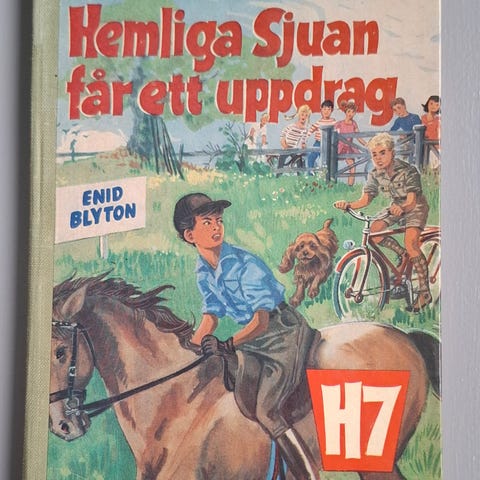 Hemliga Sjuan
får ett uppdrag
ENID
BLYTON
H7